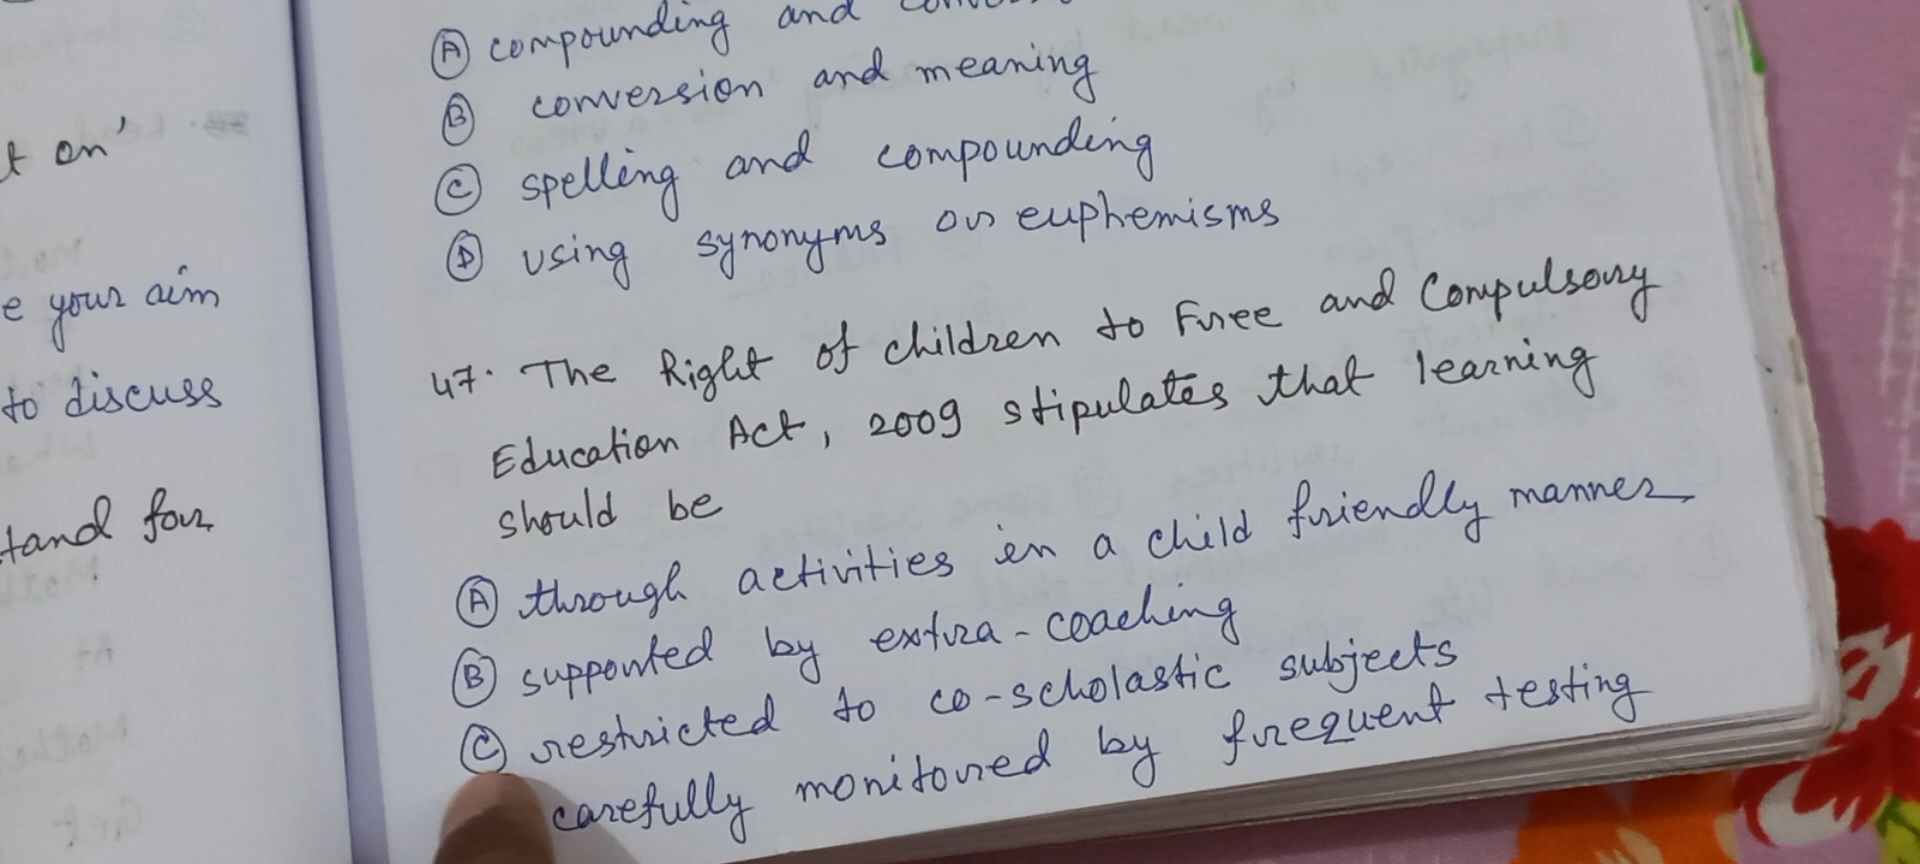 t on'
e your aim
to discuss
tand for
(A) compounding and
(B) conversion and meaning
(C) spelling and compounding
(D) using synonyms or euphemisms
47. The Right of children to Free and Compulsory
Education Act, 2009 stipulates that learning
should be
(A) through activities in a child friendly manner
(B) supported by extra-coaching
(C) restricted to co-scholastic subjects
carefully monitored by frequent testing